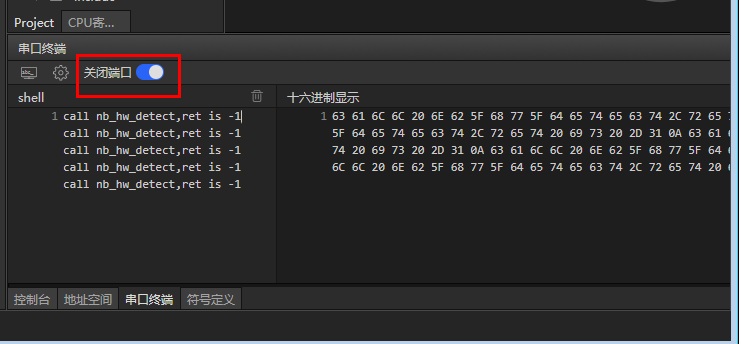 Project CPU寄...
串口终端
关闭端口
shell
1 call nb_hw_detect,ret is -1
call nb_hw_detect,ret is -1
call nb_hw_detect,ret is -1
call nb_hw_detect,ret is -1
call nb_hw_detect,ret is -1
十六进制显示
1 63 61 6C 6C 20 6E 62 5F 68 77 5F 64 65 74 65 63 74 2C 72 65
5F 64 65 74 65 63 74 2C 72 65 74 20 69 73 20 2D 31 0A 63 61
74 20 69 73 20 2D 31 0A 63 61 6C 6C 20 6E 62 5F 68 77 5F 64
6C 6C 20 6E 62 5F 68 77 5F 64 65 74 65 63 74 2C 72 65 74 20
控制台 地址空间 串口终端 符号定义